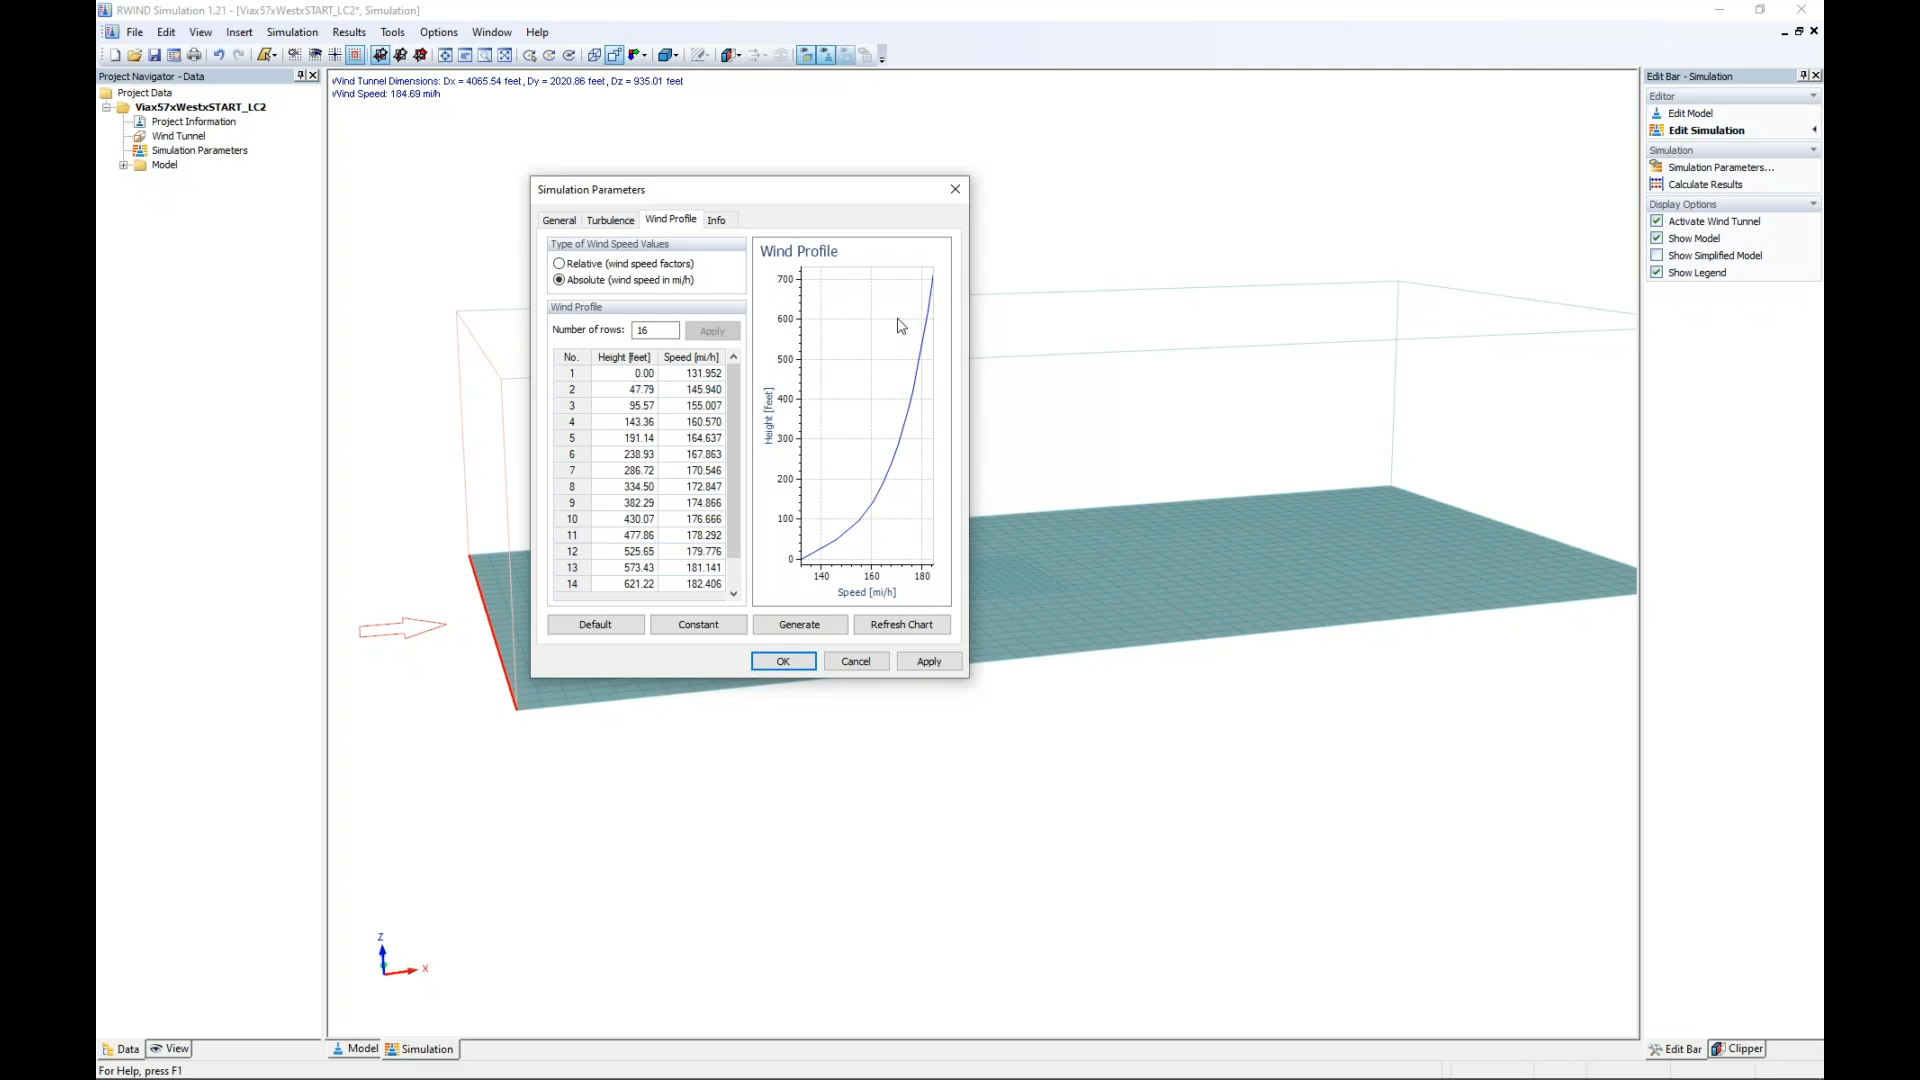 RWIND Simulation 1.21 - [Viax57xWestxSTART_LC2*, Simulation]
File Edit View Insert Simulation Results Tools Options Window Help
Project Navigator - Data
Project Data
Viax57xWestxSTART_LC2
Project Information
Wind Tunnel
Simulation Parameters
Model
Wind Tunnel Dimensions: Dx = 4065.54 feet, Dy = 2020.86 feet, Dz = 935.01 feet
Wind Speed: 184.69 mi/h
Simulation Parameters
General Turbulence Wind Profile Info
Type of Wind Speed Values
Relative (wind speed factors)
Absolute (wind speed in mi/h)
Wind Profile
Number of rows: 16 Apply
No. Height [feet] Speed [mi/h]
1 0.00 131.952
2 47.79 145.940
3 95.57 155.007
4 143.36 160.570
5 191.14 164.637
6 238.93 167.863
7 286.72 170.546
8 334.50 172.847
9 382.29 174.866
10 430.07 176.666
11 477.86 178.292
12 525.65 179.776
13 573.43 181.141
14 621.22 182.406
Wind Profile
700
600
500
400
300
200
100
0
Height [feet]
140 160 180
Speed [mi/h]
Default Constant Generate Refresh Chart
OK Cancel Apply
Z
X
Edit Bar - Simulation
Editor
Edit Model
Edit Simulation
Simulation
Simulation Parameters...
Calculate Results
Display Options
Activate Wind Tunnel
Show Model
Show Simplified Model
Show Legend
Data View
Model Simulation
Edit Bar Clipper
For Help, press F1